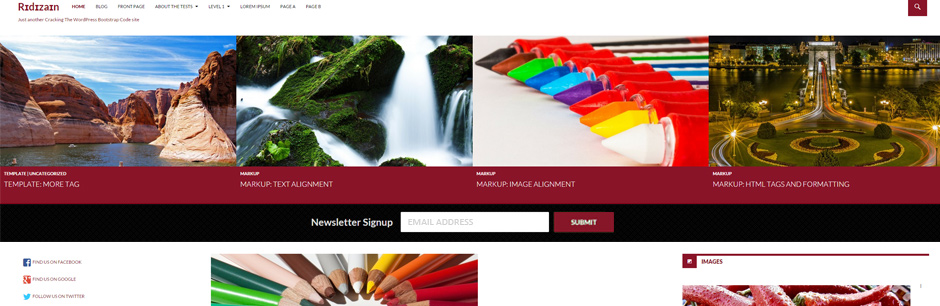 Ridizain
HOME BLOG FRONT PAGE ABOUT THE TESTS LEVEL 1 LOREM IPSUM PAGE A PAGE B
Just another Cracking The WordPress Bootstrap Code site
TEMPLATE | UNCATEGORIZED
TEMPLATE: MORE TAG
MARKUP
MARKUP: TEXT ALIGNMENT
MARKUP
MARKUP: IMAGE ALIGNMENT
MARKUP
MARKUP: HTML TAGS AND FORMATTING
Newsletter Signup EMAIL ADDRESS SUBMIT
FIND US ON FACEBOOK
FIND US ON GOOGLE
FOLLOW US ON TWITTER
IMAGES